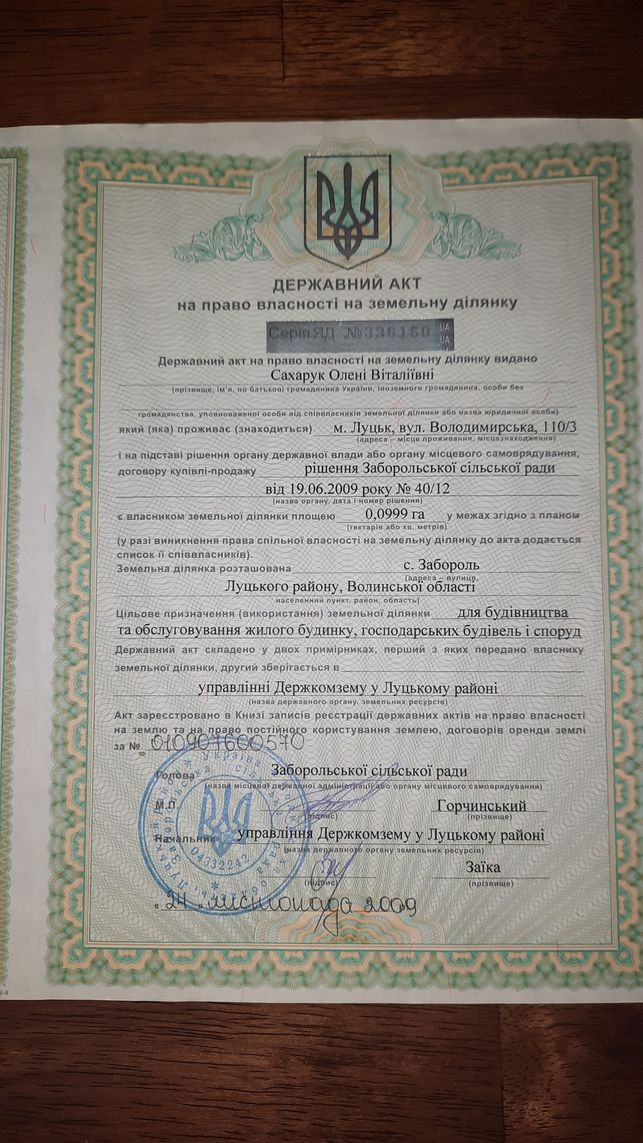 ДЕРЖАВНИЙ АКТ
на право власності на земельну ділянку
Серія ЯД №336160
UA UA UA
Державний акт на право власності на земельну ділянку видано
Сахарук Олені Віталіївні
(прізвище, ім'я, по батькові громадянина України, іноземного громадянина, особи без
громадянства, уповноваженої особи від співвласників земельної ділянки або назва юридичної особи)
який (яка) проживає (знаходиться) м. Луцьк, вул. Володимирська, 110/3
(адреса – місце проживання, місцезнаходження)
і на підставі рішення органу державної влади або органу місцевого самоврядування,
договору купівлі-продажу рішення Заборольської сільської ради
від 19.06.2009 року № 40/12
(назва органу, дата і номер рішення)
є власником земельної ділянки площею 0,0999 га у межах згідно з планом
(гектарів або кв. метрів)
(у разі виникнення права спільної власності на земельну ділянку до акта додається
список її співвласників).
Земельна ділянка розташована с. Забороль
(адреса – вулиця,
Луцького району, Волинської області
населений пункт, район, область)
Цільове призначення (використання) земельної ділянки для будівництва
та обслуговування жилого будинку, господарських будівель і споруд
Державний акт складено у двох примірниках, перший з яких передано власнику
земельної ділянки, другий зберігається в
управлінні Держкомзему у Луцькому районі
(назва державного органу земельних ресурсів)
Акт зареєстровано в Книзі записів реєстрації державних актів на право власності
на землю та на право постійного користування землею, договорів оренди землі
за № 010907600570
Голова Заборольської сільської ради
(назва місцевої державної адміністрації або органу місцевого самоврядування)
М.П. Горчинський
(підпис) (прізвище)
Начальник управління Держкомзему у Луцькому районі
(назва державного органу земельних ресурсів)
Заїка
(підпис) (прізвище)
"24" листопада 2009
Україна
04332242